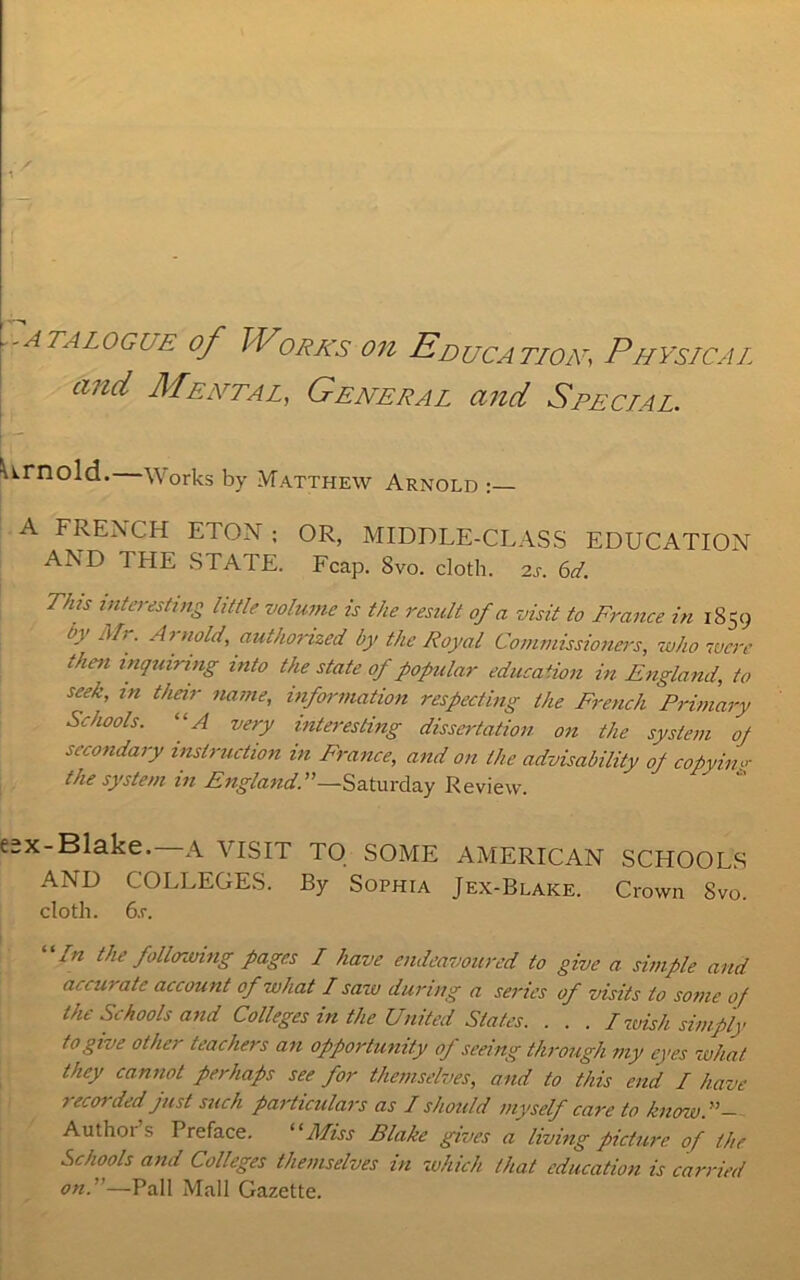 CATALOGUE of WORKS on EDUCATION, PHYSICAL
and MENTAL, GENERAL and SPECIAL.
Arnold.—Works by MATTHEW ARNOLD :—
A FRENCH ETON ; OR, MIDDLE-CLASS EDUCATION
AND THE STATE. Fcap. 8vo. cloth. 2s. 6d.
This interesting little volume is the result of a visit to France in 1859
by Mr. Arnold, authorized by the Royal Commissioners, who were
then inquiring into the state of popular education in England, to
seek, in their name, information respecting the French Primary
Schools. “A very interesting dissertation on the system of
secondary instruction in France, and on the advisability of copying
the system in England.”—Saturday Review.
ex-Blake.—A VISIT TO SOME AMERICAN SCHOOLS
AND COLLEGES. By SOPHIA JEX-BLAKE. Crown 8vo.
cloth. 6s.
“In the following pages I have endeavoured to give a simple and
accurate account of what I saw during a series of visits to some of
the Schools and Colleges in the United States. . . . I wish simply
to give other teachers an opportunity of seeing through my eyes what
they cannot perhaps see for themselves, and to this end I have
recorded just such particulars as I should myself care to know.”—
Author’s Preface. “Miss Blake gives a living picture of the
Schools and Colleges themselves in which that education is carried
on.”—Pall Mall Gazette.